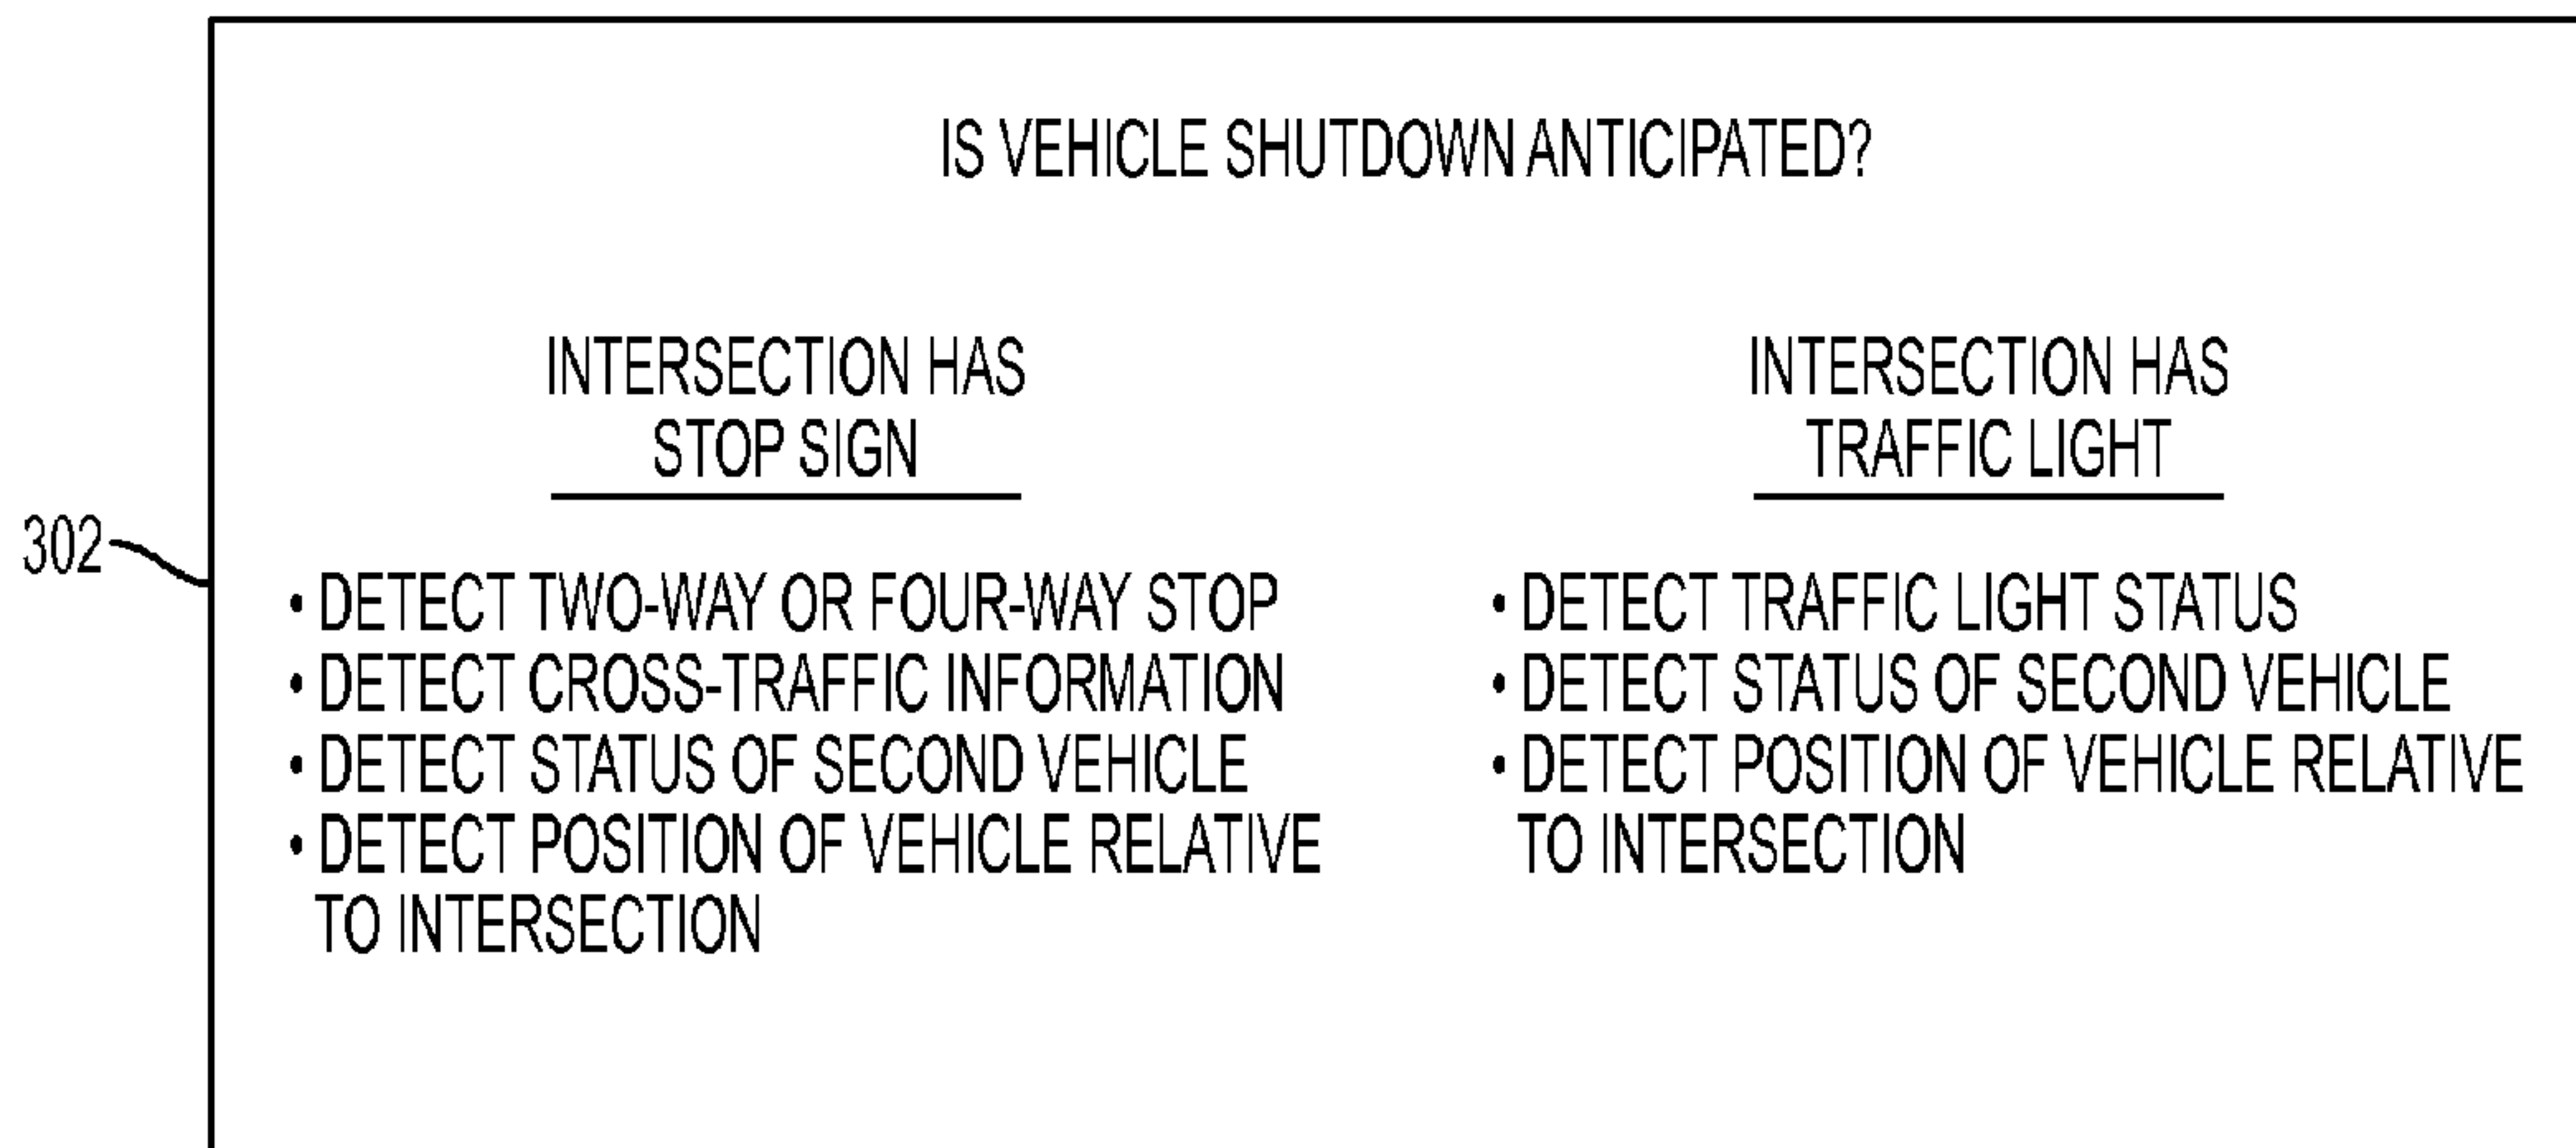 IS VEHICLE SHUTDOWN ANTICIPATED?
INTERSECTION HAS
STOP SIGN
302
• DETECT TWO-WAY OR FOUR-WAY STOP
• DETECT CROSS-TRAFFIC INFORMATION
• DETECT STATUS OF SECOND VEHICLE
• DETECT POSITION OF VEHICLE RELATIVE
TO INTERSECTION
INTERSECTION HAS
TRAFFIC LIGHT
• DETECT TRAFFIC LIGHT STATUS
• DETECT STATUS OF SECOND VEHICLE
• DETECT POSITION OF VEHICLE RELATIVE
TO INTERSECTION